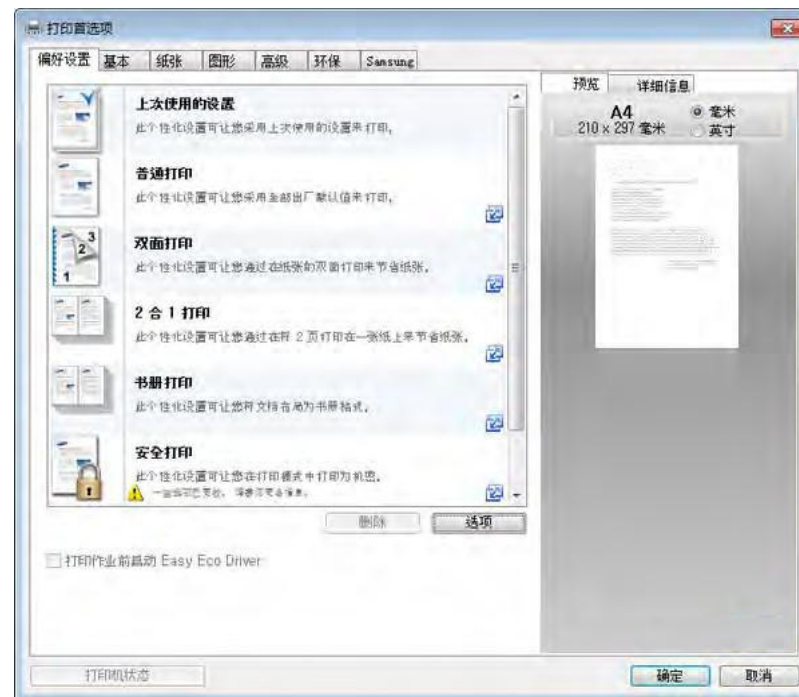 打印首选项
偏好设置 基本 纸张 图形 高级 环保 Samsung
上次使用的设置
此个性化设置可让您采用上次使用的设置来打印。
普通打印
此个性化设置可让您采用全部出厂默认值来打印。
双面打印
此个性化设置可让您通过在纸张的双面打印来节省纸张。
2 合 1 打印
此个性化设置可让您通过在将 2 页打印在一张纸上来节省纸张。
书册打印
此个性化设置可让您将文档布局为书册格式。
安全打印
此个性化设置可让您在打印模式中打印为机密。
删除 选项
打印作业前启动 Easy Eco Driver
打印机状态
预览 详细信息
A4
210 x 297 毫米
毫米
英寸
确定 取消